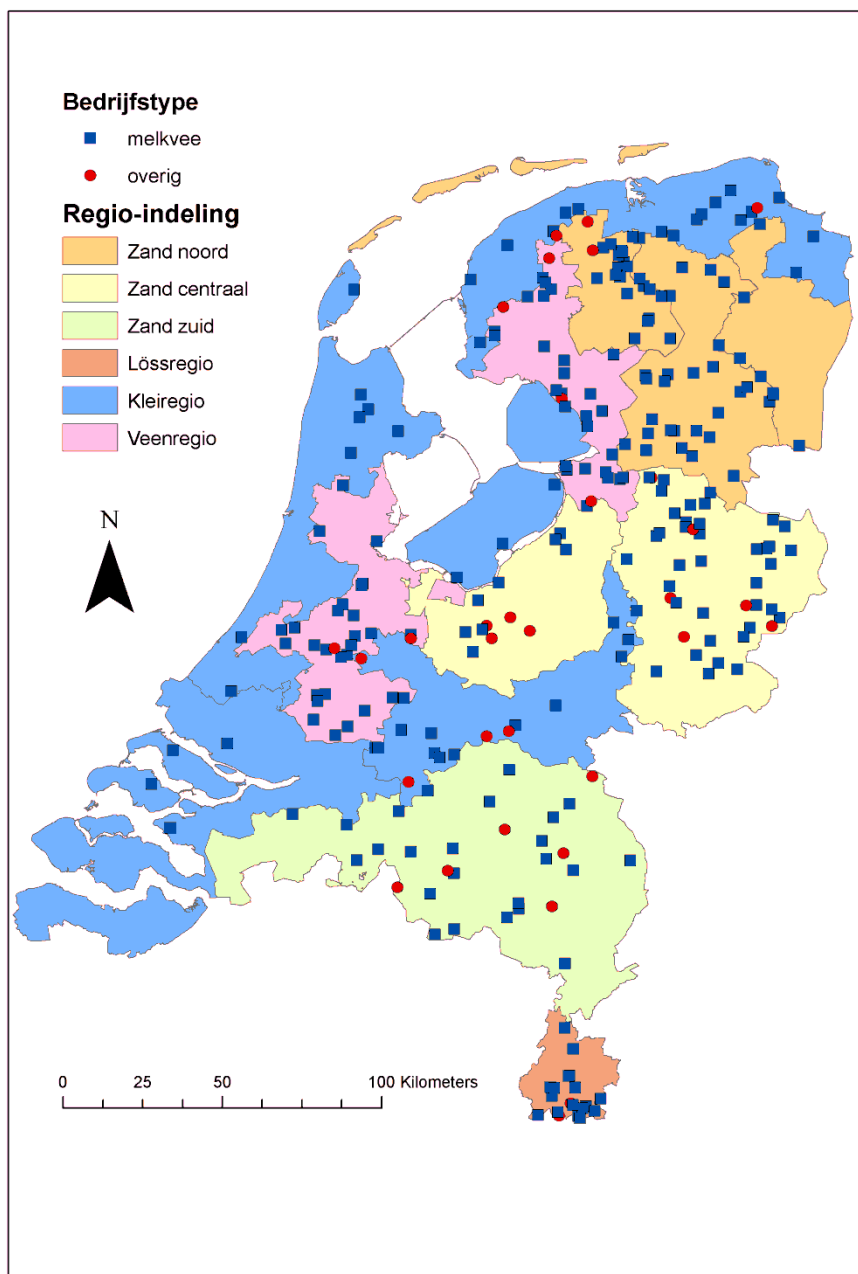 Bedrijfstype
melkvee
overig
Regio-indeling
Zand noord
Zand centraal
Zand zuid
Lössregio
Kleiregio
Veenregio
N
0 25 50 100 Kilometers